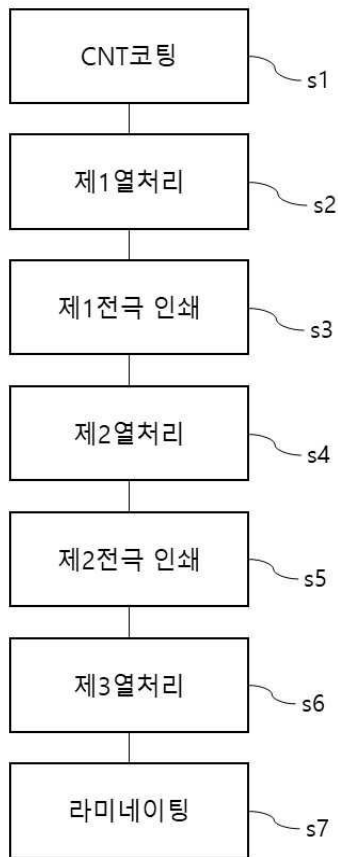 CNT코팅
s1
제1열처리
s2
제1전극 인쇄
s3
제2열처리
s4
제2전극 인쇄
s5
제3열처리
s6
라미네이팅
s7